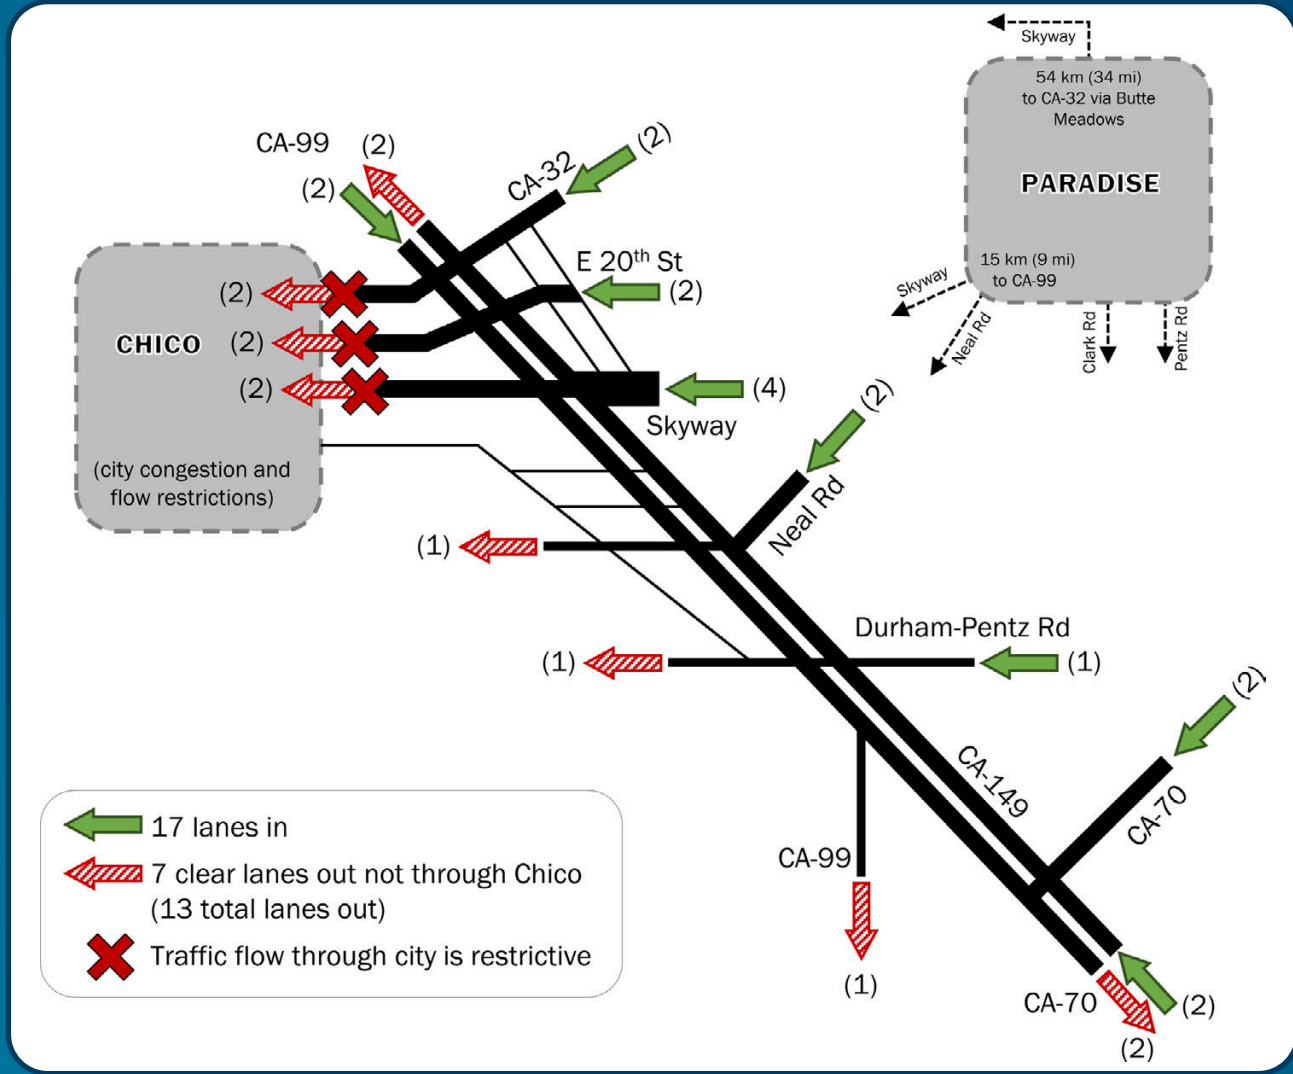 Skyway
54 km (34 mi)
to CA-32 via Butte
Meadows
PARADISE
15 km (9 mi)
to CA-99
Skyway
Neal Rd
Clark Rd
Pentz Rd
CA-99
(2)
(2)
CA-32
(2)
E 20th St
(2)
(2)
CHICO
(2)
(2)
(4)
Skyway
(city congestion and
flow restrictions)
(2)
Neal Rd
(1)
Durham-Pentz Rd
(1)
(1)
(2)
CA-149
CA-70
CA-99
(1)
CA-70
(2)
(2)
17 lanes in
7 clear lanes out not through Chico
(13 total lanes out)
Traffic flow through city is restrictive